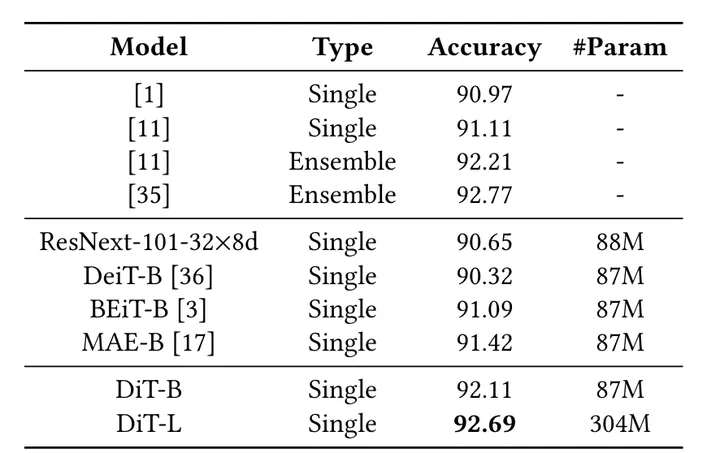 Model Type Accuracy #Param
[1] Single 90.97 -
[11] Single 91.11 -
[11] Ensemble 92.21 -
[35] Ensemble 92.77 -
ResNext-101-32×8d Single 90.65 88M
DeiT-B [36] Single 90.32 87M
BEiT-B [3] Single 91.09 87M
MAE-B [17] Single 91.42 87M
DiT-B Single 92.11 87M
DiT-L Single 92.69 304M